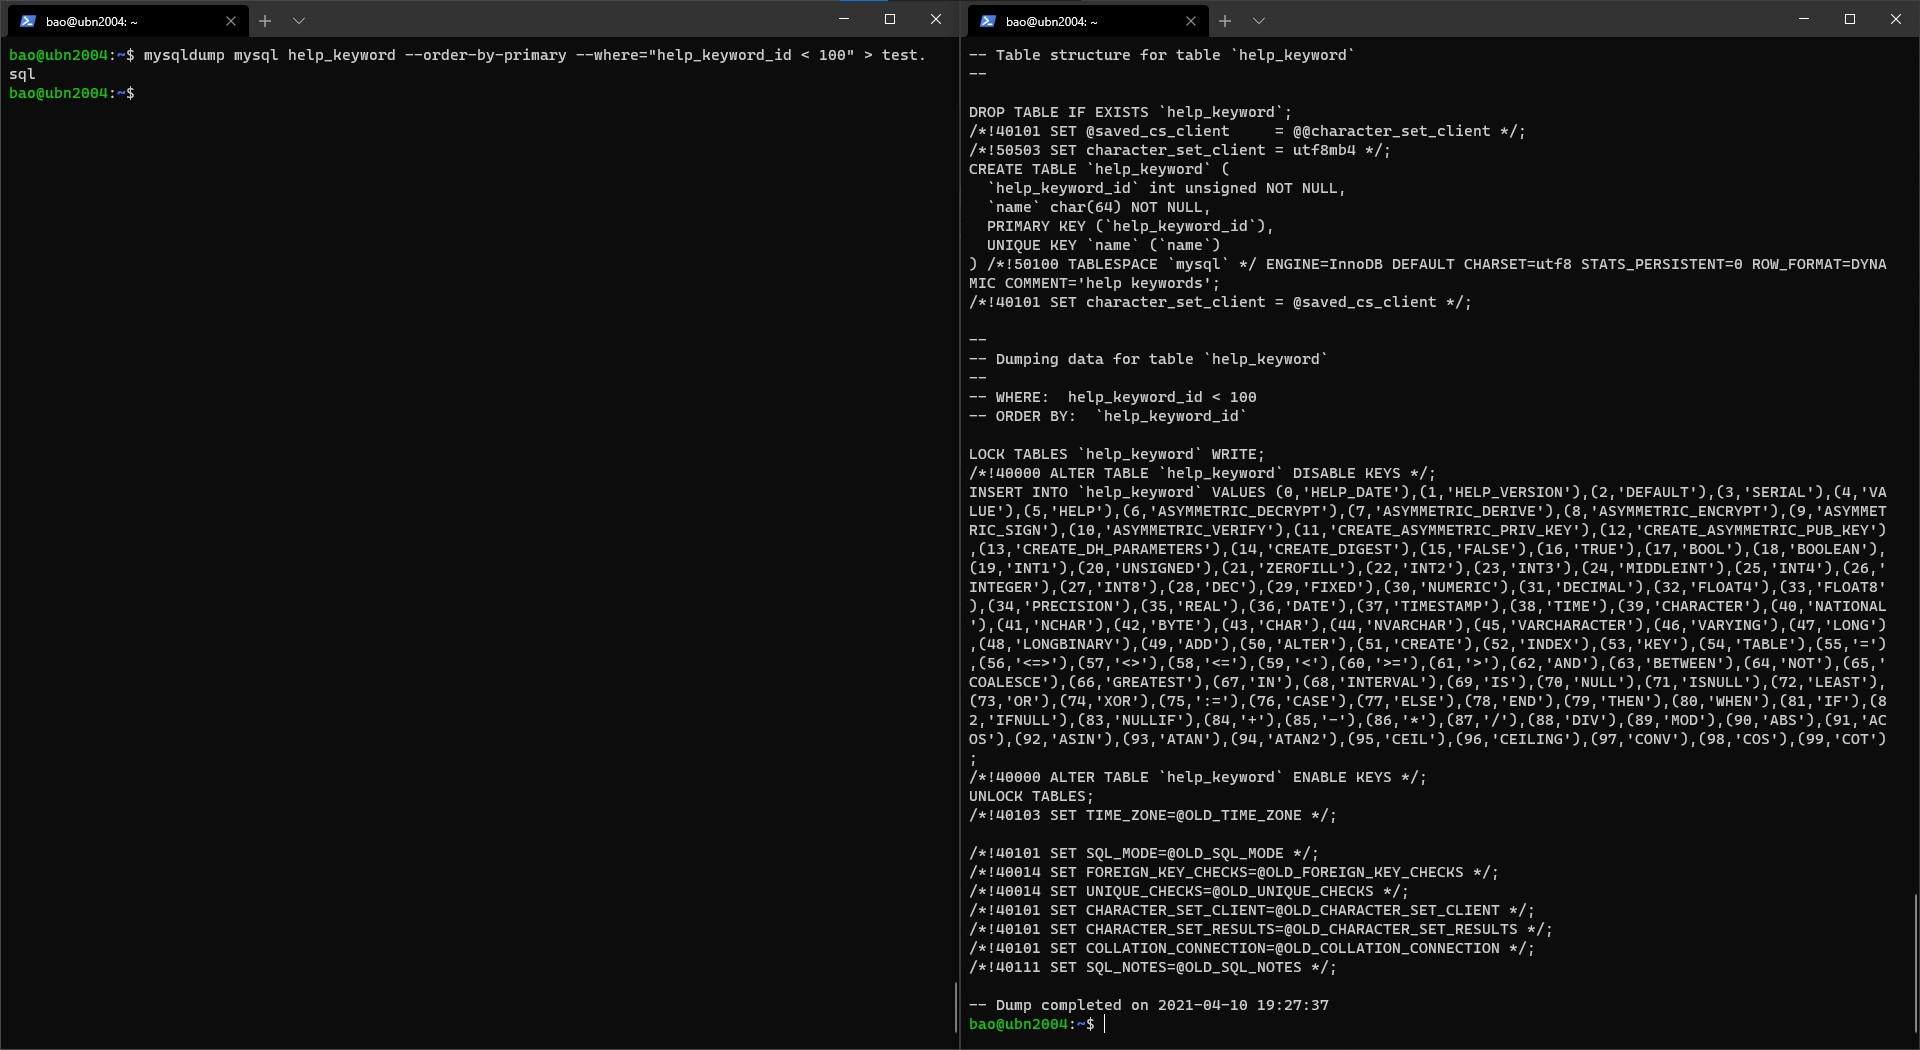 bao@ubn2004: ~
bao@ubn2004:~$ mysqldump mysql help_keyword --order-by-primary --where="help_keyword_id < 100" > test.
sql
bao@ubn2004:~$
bao@ubn2004: ~
-- Table structure for table `help_keyword`
--
DROP TABLE IF EXISTS `help_keyword`;
/*!40101 SET @saved_cs_client     = @@character_set_client */;
/*!50503 SET character_set_client = utf8mb4 */;
CREATE TABLE `help_keyword` (
  `help_keyword_id` int unsigned NOT NULL,
  `name` char(64) NOT NULL,
  PRIMARY KEY (`help_keyword_id`),
  UNIQUE KEY `name` (`name`)
) /*!50100 TABLESPACE `mysql` */ ENGINE=InnoDB DEFAULT CHARSET=utf8 STATS_PERSISTENT=0 ROW_FORMAT=DYNA
MIC COMMENT='help keywords';
/*!40101 SET character_set_client = @saved_cs_client */;
--
-- Dumping data for table `help_keyword`
--
-- WHERE:  help_keyword_id < 100
-- ORDER BY:  `help_keyword_id`
LOCK TABLES `help_keyword` WRITE;
/*!40000 ALTER TABLE `help_keyword` DISABLE KEYS */;
INSERT INTO `help_keyword` VALUES (0,'HELP_DATE'),(1,'HELP_VERSION'),(2,'DEFAULT'),(3,'SERIAL'),(4,'VA
LUE'),(5,'HELP'),(6,'ASYMMETRIC_DECRYPT'),(7,'ASYMMETRIC_DERIVE'),(8,'ASYMMETRIC_ENCRYPT'),(9,'ASYMMET
RIC_SIGN'),(10,'ASYMMETRIC_VERIFY'),(11,'CREATE_ASYMMETRIC_PRIV_KEY'),(12,'CREATE_ASYMMETRIC_PUB_KEY')
,(13,'CREATE_DH_PARAMETERS'),(14,'CREATE_DIGEST'),(15,'FALSE'),(16,'TRUE'),(17,'BOOL'),(18,'BOOLEAN'),
(19,'INT1'),(20,'UNSIGNED'),(21,'ZEROFILL'),(22,'INT2'),(23,'INT3'),(24,'MIDDLEINT'),(25,'INT4'),(26,'
INTEGER'),(27,'INT8'),(28,'DEC'),(29,'FIXED'),(30,'NUMERIC'),(31,'DECIMAL'),(32,'FLOAT4'),(33,'FLOAT8'
),(34,'PRECISION'),(35,'REAL'),(36,'DATE'),(37,'TIMESTAMP'),(38,'TIME'),(39,'CHARACTER'),(40,'NATIONAL
'),(41,'NCHAR'),(42,'BYTE'),(43,'CHAR'),(44,'NVARCHAR'),(45,'VARCHARACTER'),(46,'VARYING'),(47,'LONG')
,(48,'LONGBINARY'),(49,'ADD'),(50,'ALTER'),(51,'CREATE'),(52,'INDEX'),(53,'KEY'),(54,'TABLE'),(55,'=')
,(56,'<=>'),(57,'<>'),(58,'<='),(59,'<'),(60,'>='),(61,'>'),(62,'AND'),(63,'BETWEEN'),(64,'NOT'),(65,'
COALESCE'),(66,'GREATEST'),(67,'IN'),(68,'INTERVAL'),(69,'IS'),(70,'NULL'),(71,'ISNULL'),(72,'LEAST'),
(73,'OR'),(74,'XOR'),(75,':='),(76,'CASE'),(77,'ELSE'),(78,'END'),(79,'THEN'),(80,'WHEN'),(81,'IF'),(8
2,'IFNULL'),(83,'NULLIF'),(84,'+'),(85,'-'),(86,'*'),(87,'/'),(88,'DIV'),(89,'MOD'),(90,'ABS'),(91,'AC
OS'),(92,'ASIN'),(93,'ATAN'),(94,'ATAN2'),(95,'CEIL'),(96,'CEILING'),(97,'CONV'),(98,'COS'),(99,'COT')
;
/*!40000 ALTER TABLE `help_keyword` ENABLE KEYS */;
UNLOCK TABLES;
/*!40103 SET TIME_ZONE=@OLD_TIME_ZONE */;
/*!40101 SET SQL_MODE=@OLD_SQL_MODE */;
/*!40014 SET FOREIGN_KEY_CHECKS=@OLD_FOREIGN_KEY_CHECKS */;
/*!40014 SET UNIQUE_CHECKS=@OLD_UNIQUE_CHECKS */;
/*!40101 SET CHARACTER_SET_CLIENT=@OLD_CHARACTER_SET_CLIENT */;
/*!40101 SET CHARACTER_SET_RESULTS=@OLD_CHARACTER_SET_RESULTS */;
/*!40101 SET COLLATION_CONNECTION=@OLD_COLLATION_CONNECTION */;
/*!40111 SET SQL_NOTES=@OLD_SQL_NOTES */;
-- Dump completed on 2021-04-10 19:27:37
bao@ubn2004:~$